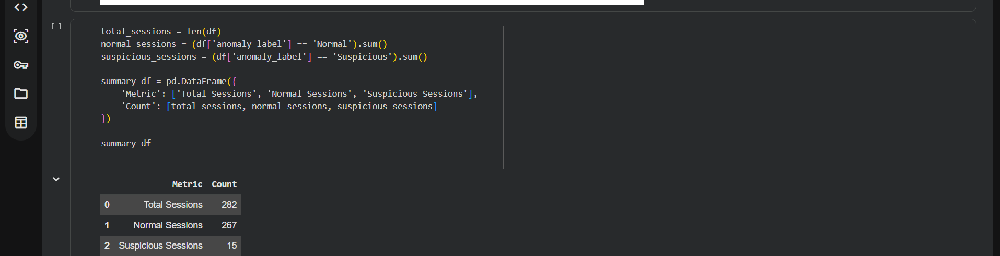 [ ]
total_sessions = len(df)
normal_sessions = (df['anomaly_label'] == 'Normal').sum()
suspicious_sessions = (df['anomaly_label'] == 'Suspicious').sum()
summary_df = pd.DataFrame({
    'Metric': ['Total Sessions', 'Normal Sessions', 'Suspicious Sessions'],
    'Count': [total_sessions, normal_sessions, suspicious_sessions]
})
summary_df
Metric Count
0 Total Sessions 282
1 Normal Sessions 267
2 Suspicious Sessions 15